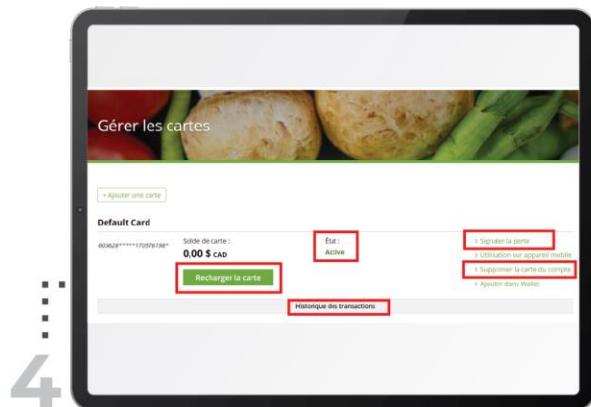 Gérer les cartes
+ Ajouter une carte
Default Card
Solde de carte :
0,00 $ CAD
Recharger la carte
État :
Active
> Signaler la perte
> Utilisation sur appareil mobile
> Supprimer la carte du compte
> Ajouter dans Wallet
Historique des transactions
4